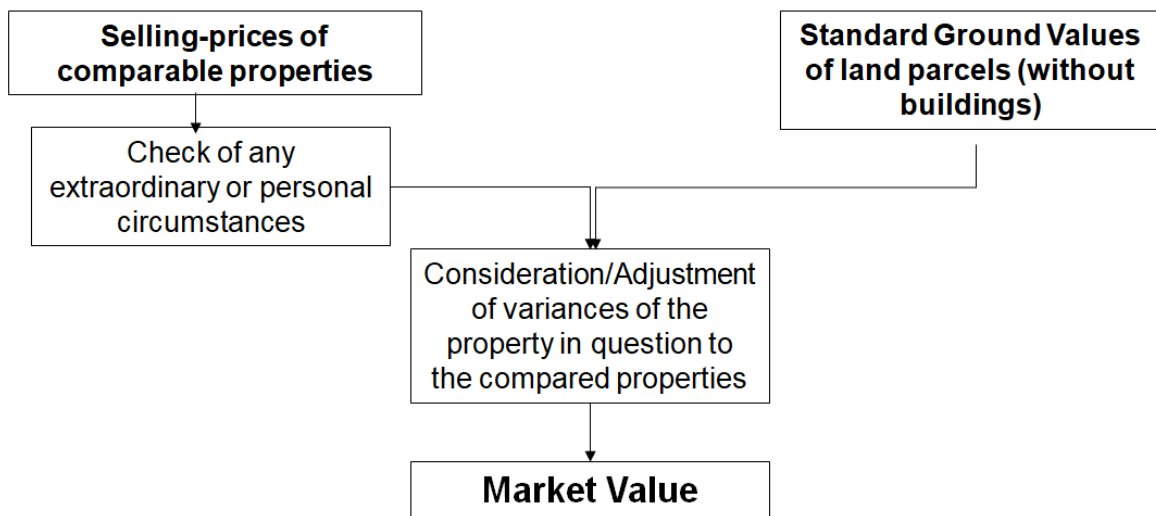 Selling-prices of
comparable properties
Standard Ground Values
of land parcels (without
buildings)
Check of any
extraordinary or personal
circumstances
Consideration/Adjustment
of variances of the
property in question to
the compared properties
Market Value